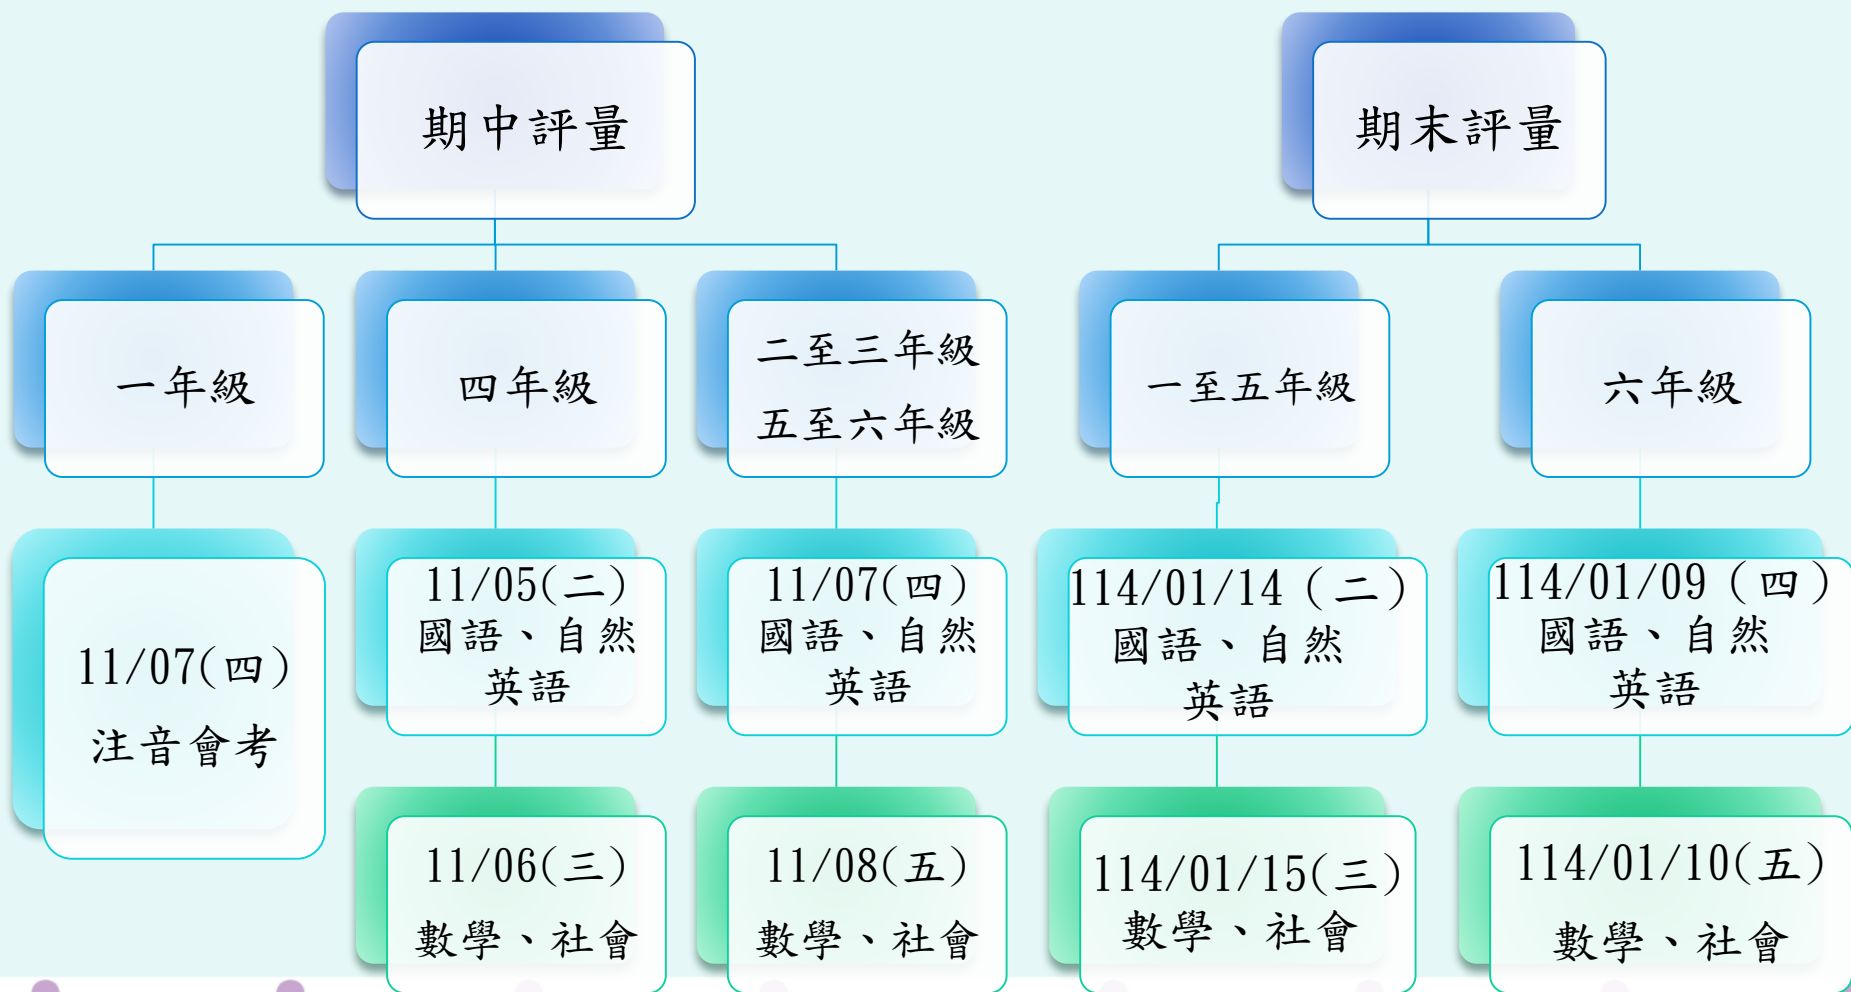 期中評量
一年級
11/07(四)
注音會考
四年級
11/05(二)
國語、自然
英語
11/06(三)
數學、社會
二至三年級
五至六年級
11/07(四)
國語、自然
英語
11/08(五)
數學、社會
期末評量
一至五年級
114/01/14（二）
國語、自然
英語
114/01/15(三)
數學、社會
六年級
114/01/09（四）
國語、自然
英語
114/01/10(五)
數學、社會